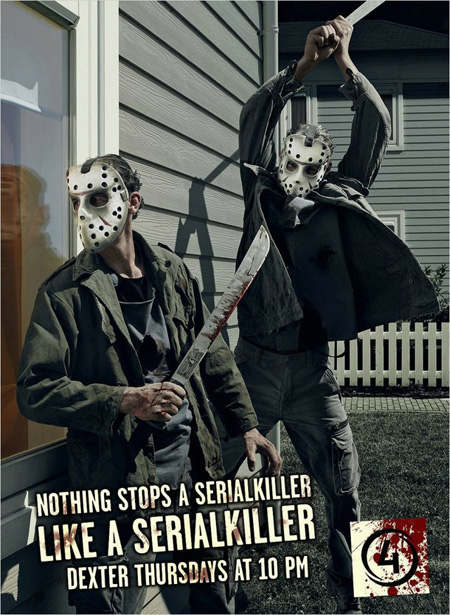 NOTHING STOPS A SERIALKILLER
LIKE A SERIALKILLER
DEXTER THURSDAYS AT 10 PM
4